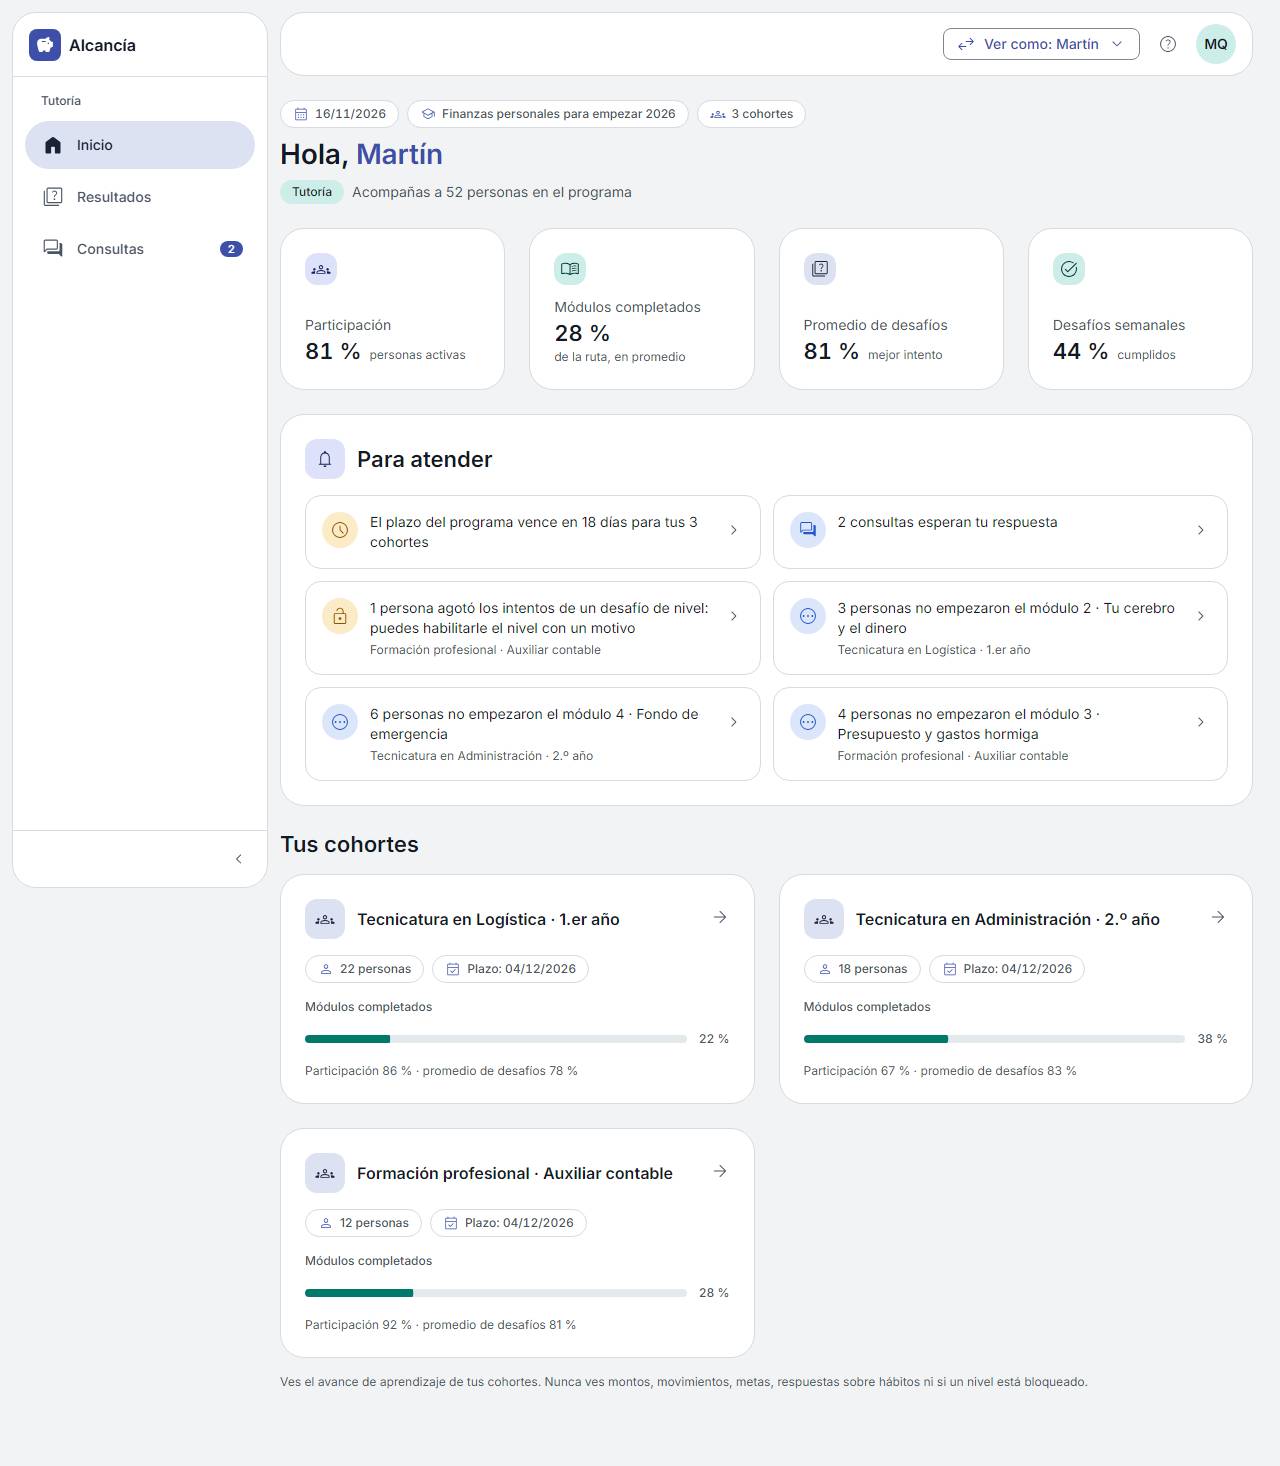 Alcancía
Ver como: Martín
?
MQ
Tutoría
Inicio
Resultados
Consultas
2
16/11/2026
Finanzas personales para empezar 2026
3 cohortes
Hola, Martín
Tutoría
Acompañas a 52 personas en el programa
Participación
81 % personas activas
Módulos completados
28 %
de la ruta, en promedio
Promedio de desafíos
81 % mejor intento
Desafíos semanales
44 % cumplidos
Para atender
El plazo del programa vence en 18 días para tus 3
cohortes
2 consultas esperan tu respuesta
1 persona agotó los intentos de un desafío de nivel:
puedes habilitarle el nivel con un motivo
Formación profesional · Auxiliar contable
3 personas no empezaron el módulo 2 · Tu cerebro
y el dinero
Tecnicatura en Logística · 1.er año
6 personas no empezaron el módulo 4 · Fondo de
emergencia
Tecnicatura en Administración · 2.º año
4 personas no empezaron el módulo 3 ·
Presupuesto y gastos hormiga
Formación profesional · Auxiliar contable
Tus cohortes
Tecnicatura en Logística · 1.er año
22 personas
Plazo: 04/12/2026
Módulos completados
22 %
Participación 86 % · promedio de desafíos 78 %
Tecnicatura en Administración · 2.º año
18 personas
Plazo: 04/12/2026
Módulos completados
38 %
Participación 67 % · promedio de desafíos 83 %
Formación profesional · Auxiliar contable
12 personas
Plazo: 04/12/2026
Módulos completados
28 %
Participación 92 % · promedio de desafíos 81 %
Ves el avance de aprendizaje de tus cohortes. Nunca ves montos, movimientos, metas, respuestas sobre hábitos ni si un nivel está bloqueado.